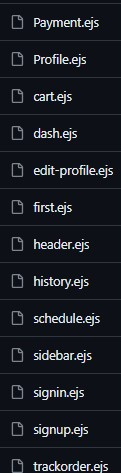 Payment.ejs
Profile.ejs
cart.ejs
dash.ejs
edit-profile.ejs
first.ejs
header.ejs
history.ejs
schedule.ejs
sidebar.ejs
signin.ejs
signup.ejs
trackorder.ejs